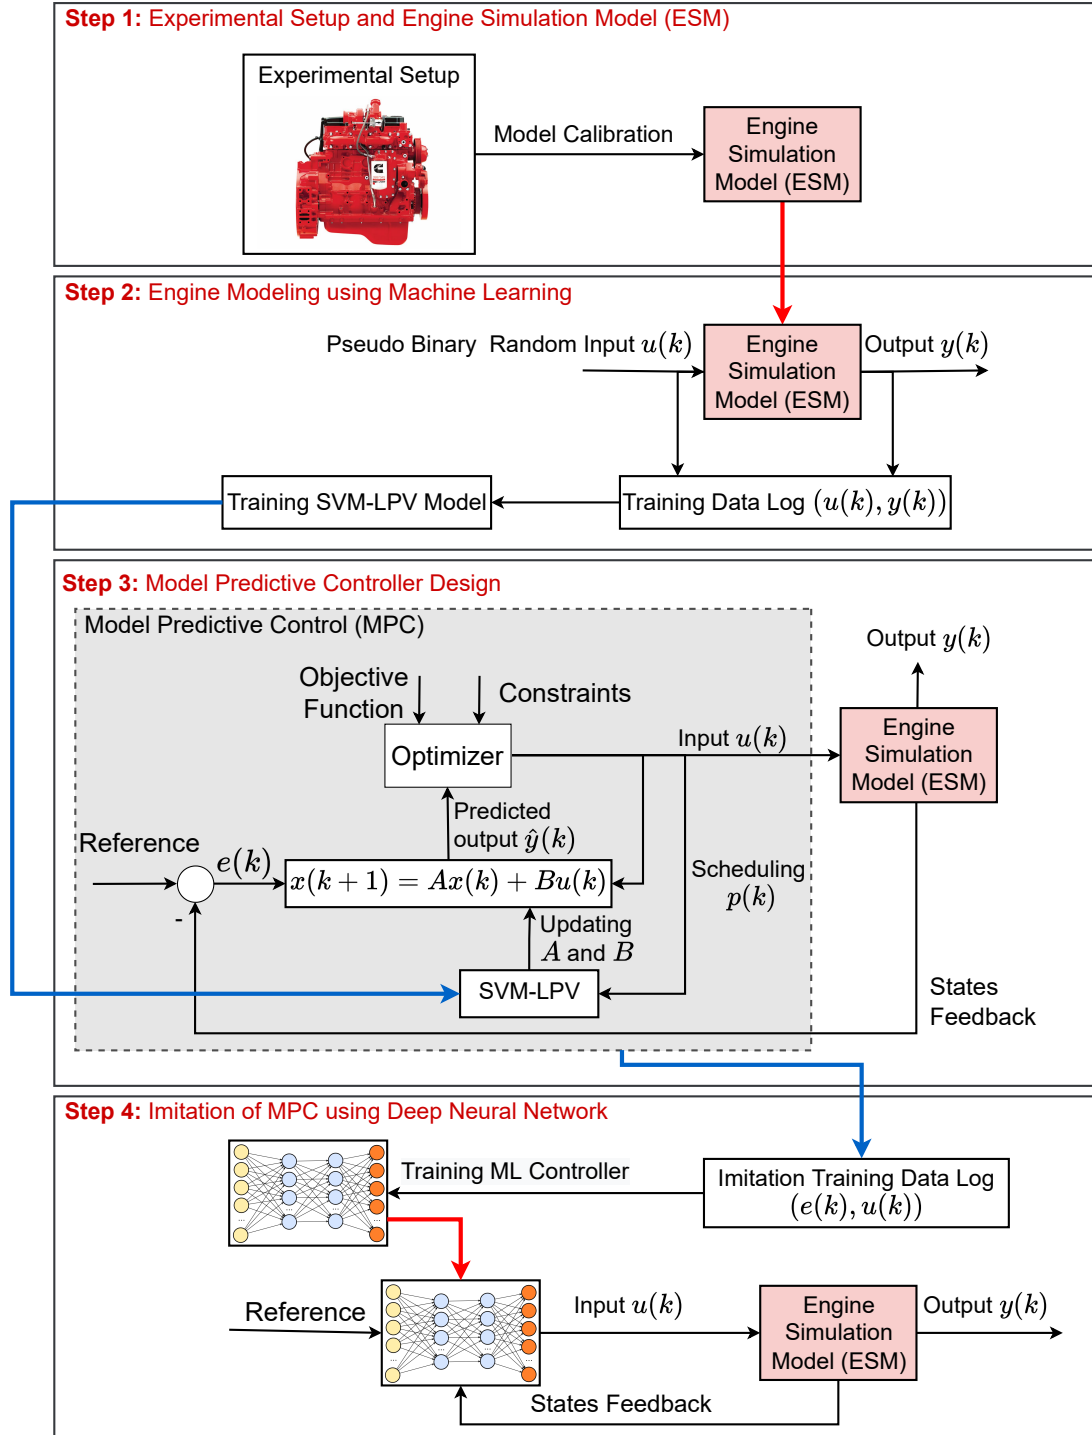 Step 1: Experimental Setup and Engine Simulation Model (ESM)
Experimental Setup
Model Calibration
Engine
Simulation
Model (ESM)
Step 2: Engine Modeling using Machine Learning
Pseudo Binary Random Input u(k)
Engine
Simulation
Model (ESM)
Output y(k)
Training SVM-LPV Model
Training Data Log (u(k), y(k))
Step 3: Model Predictive Controller Design
Model Predictive Control (MPC)
Output y(k)
Objective
Function
Constraints
Optimizer
Input u(k)
Engine
Simulation
Model (ESM)
Predicted
output ŷ(k)
Reference
e(k)
x(k + 1) = Ax(k) + Bu(k)
Scheduling
p(k)
-
Updating
A and B
SVM-LPV
States
Feedback
Step 4: Imitation of MPC using Deep Neural Network
Training ML Controller
Imitation Training Data Log
(e(k), u(k))
...
...
...
Reference
Input u(k)
Engine
Simulation
Model (ESM)
Output y(k)
...
...
...
States Feedback